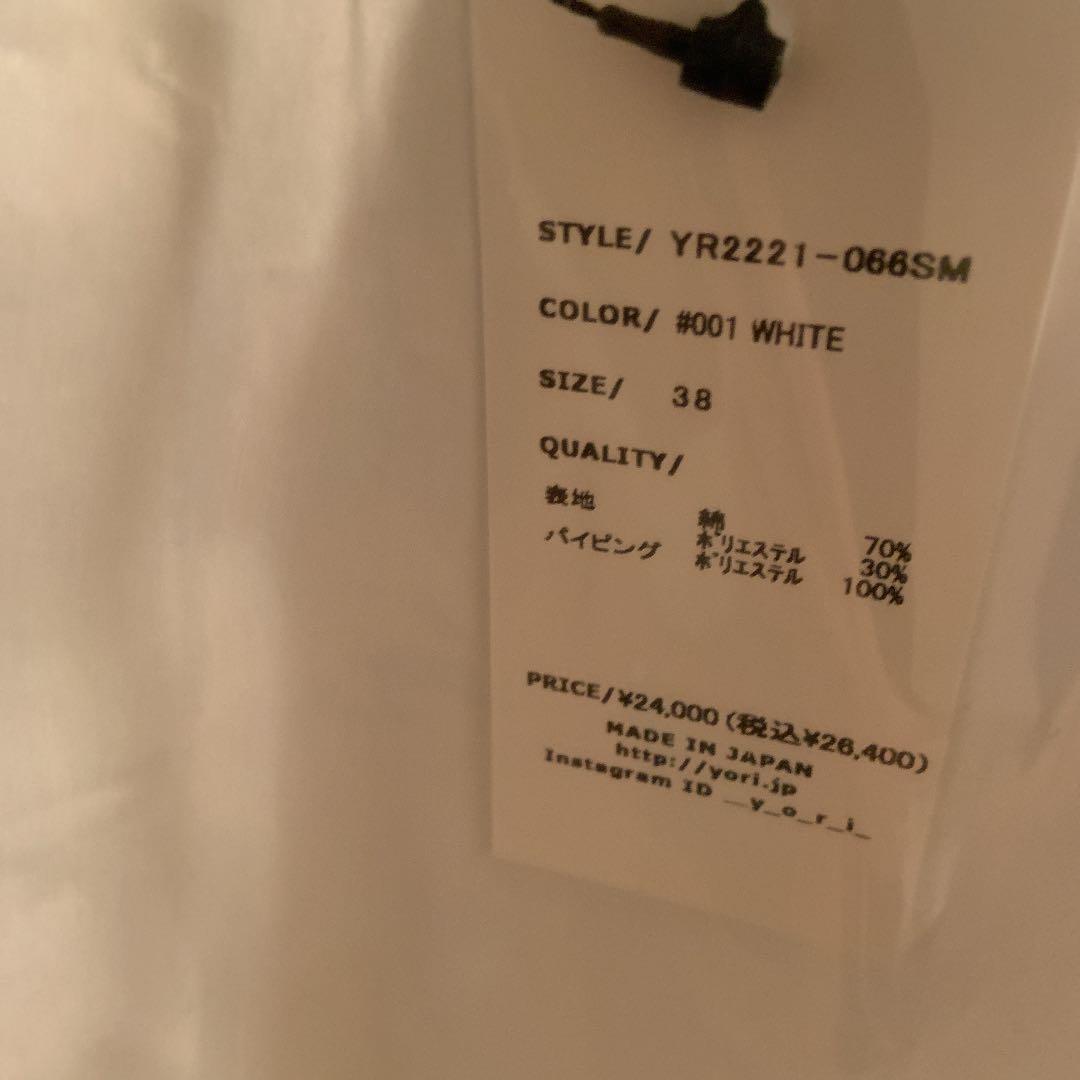 STYLE/ YR2221-066SM
COLOR/ #001 WHITE
SIZE/ 38
QUALITY/
表地 綿 70%
ポリエステル 30%
パイピング ポリエステル 100%
PRICE/¥24,000(税込¥26,400)
MADE IN JAPAN
http://yori.jp
Instagram ID __y_o_r_i_